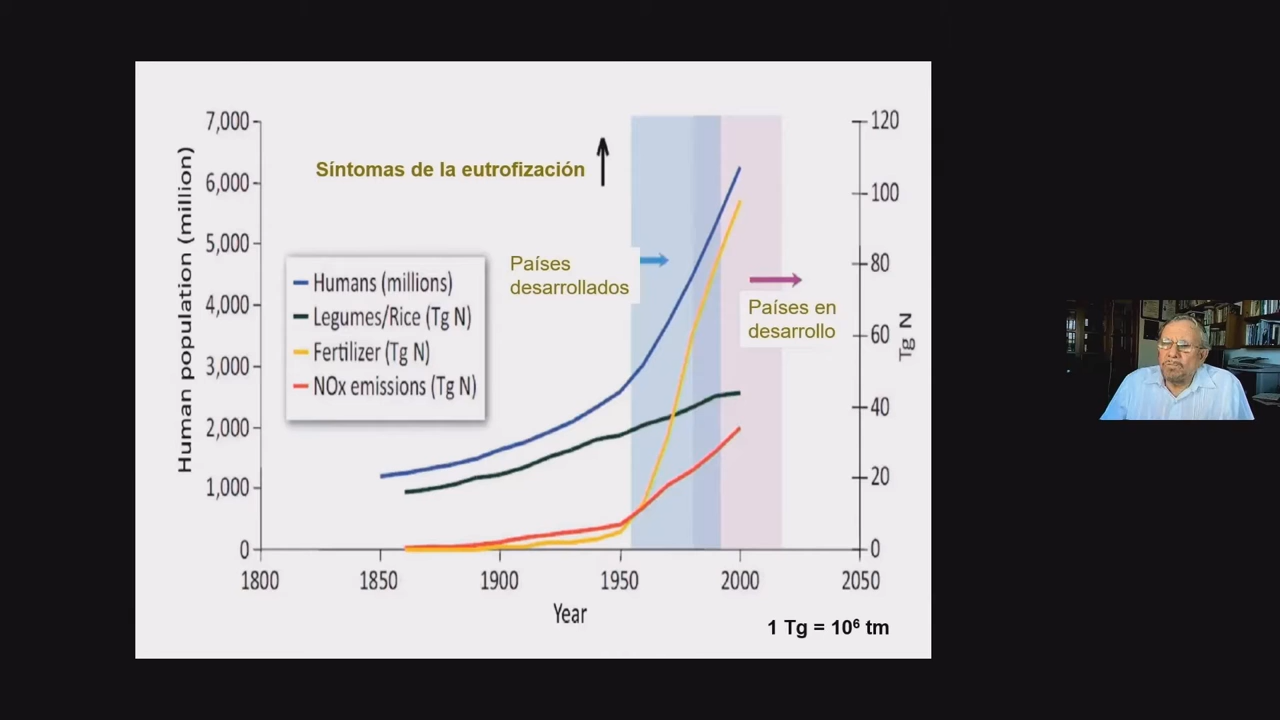 7,000
6,000
5,000
4,000
3,000
2,000
1,000
0
Human population (million)
Síntomas de la eutrofización
Humans (millions)
Legumes/Rice (Tg N)
Fertilizer (Tg N)
NOx emissions (Tg N)
Países
desarrollados
Países en
desarrollo
120
100
80
60
40
20
0
Tg N
1800
1850
1900
1950
2000
2050
Year
1 Tg = 10⁶ tm